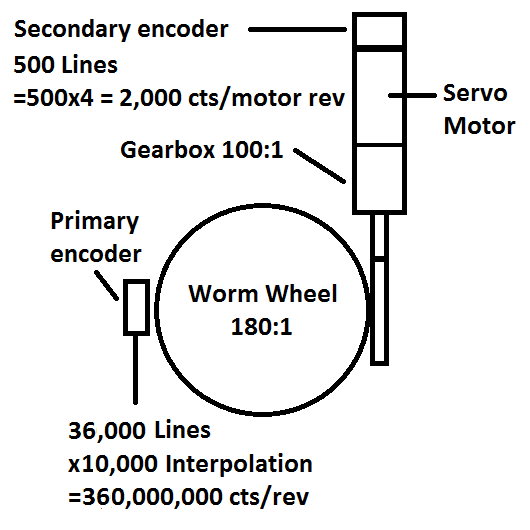 Secondary encoder
500 Lines
=500x4 = 2,000 cts/motor rev
Servo
Motor
Gearbox 100:1
Primary
encoder
Worm Wheel
180:1
36,000 Lines
x10,000 Interpolation
=360,000,000 cts/rev